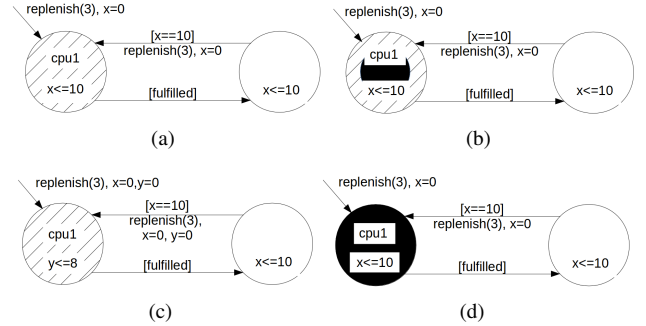 replenish(3), x=0
[x==10]
replenish(3), x=0
cpu1
x<=10
x<=10
[fulfilled]
(a)
replenish(3), x=0
[x==10]
replenish(3), x=0
cpu1
x<=10
x<=10
[fulfilled]
(b)
replenish(3), x=0,y=0
[x==10]
replenish(3),
x=0, y=0
cpu1
y<=8
x<=10
[fulfilled]
(c)
replenish(3), x=0
[x==10]
replenish(3), x=0
cpu1
x<=10
x<=10
[fulfilled]
(d)